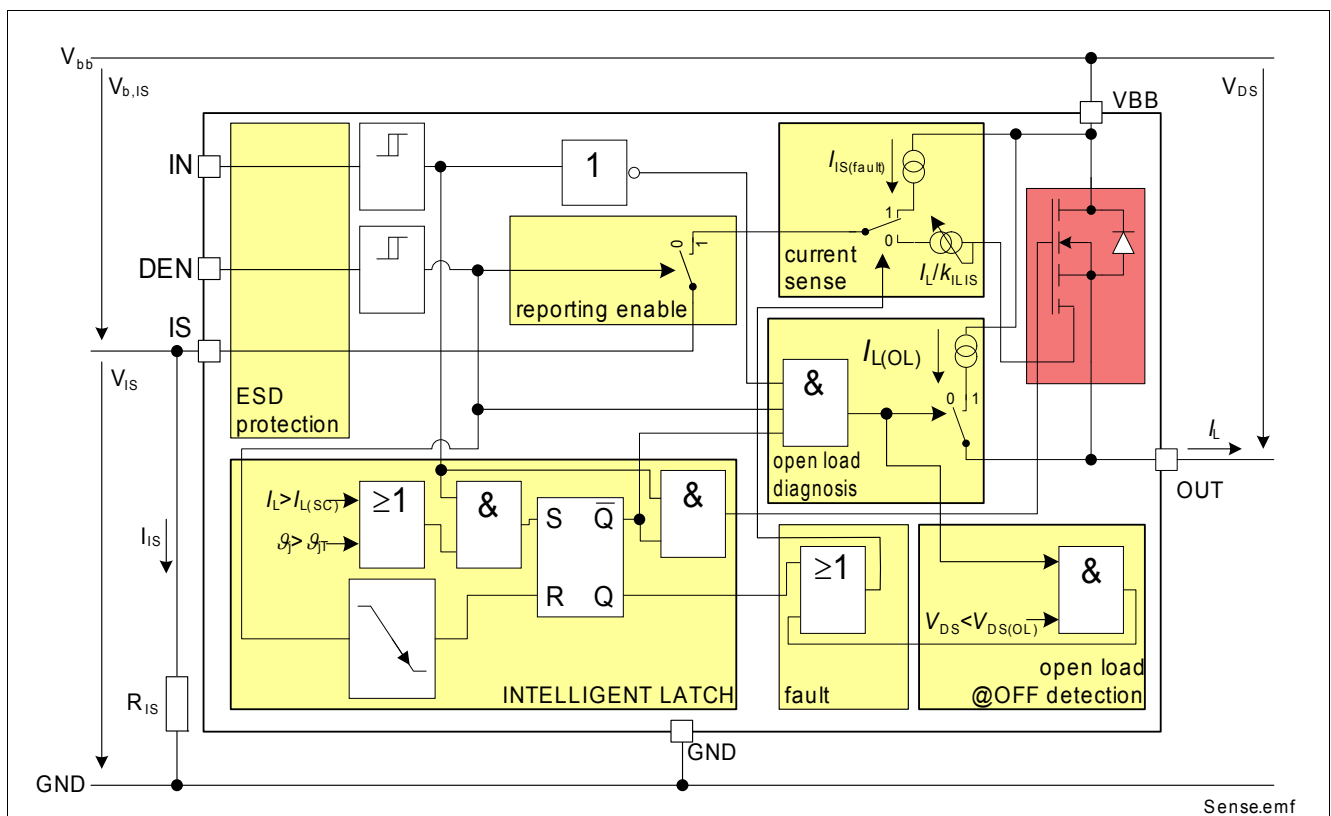 Vbb
Vb,IS
VDS
VBB
IN
1
IIS(fault)
1
0
current
sense
IL/kILIS
DEN
0
1
reporting enable
IS
VIS
ESD
protection
IL(OL)
&
0
1
open load
diagnosis
IL
OUT
IL>IL(SC)
≥1
&
S
Q
&
ϑj>ϑjT
R
Q
IIS
≥1
&
VDS<VDS(OL)
RIS
INTELLIGENT LATCH
fault
open load
@OFF detection
GND
GND
Sense.emf